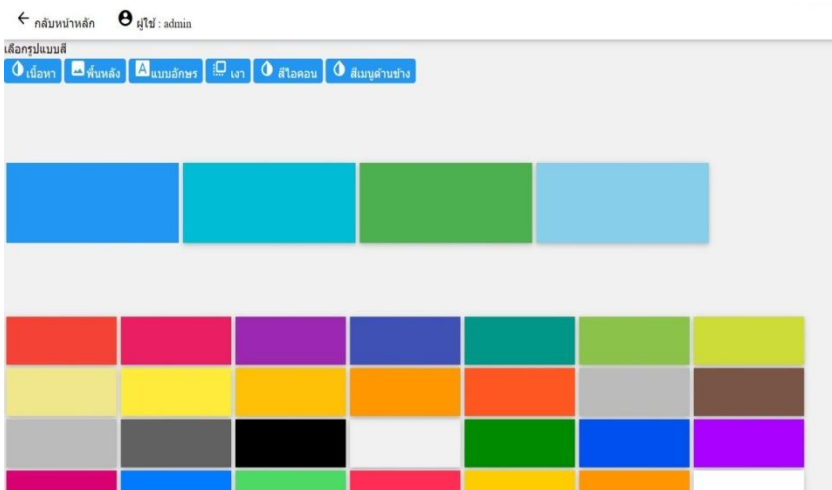 กลับหน้าหลัก ผู้ใช้ : admin
เลือกรูปแบบสี
เนื้อหา พื้นหลัง แบบอักษร เงา สีไอคอน สีเมนูด้านข้าง